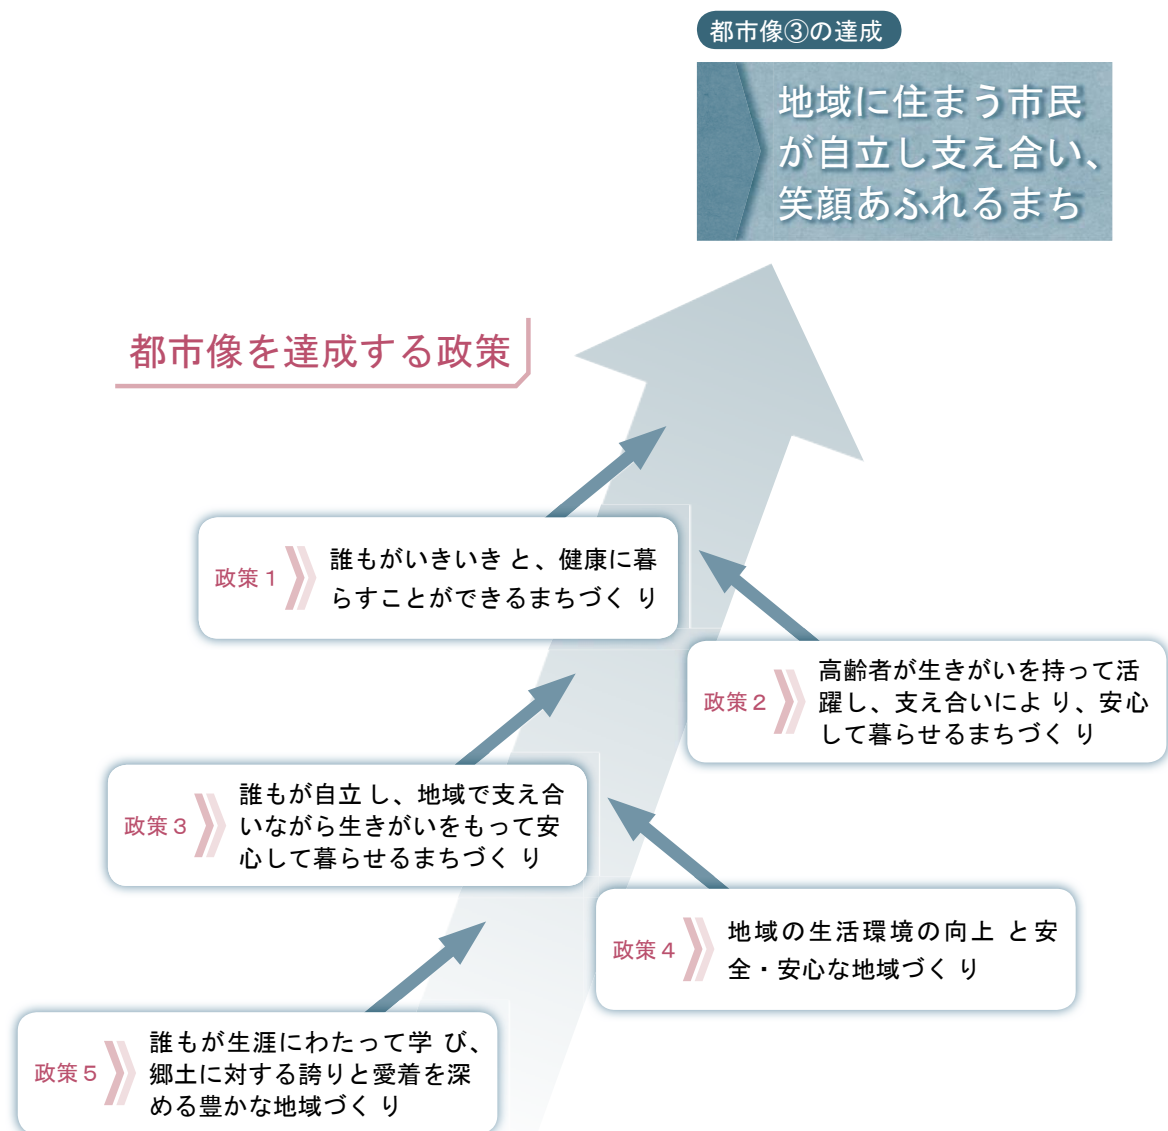 都市像③の達成
地域に住まう市民
が自立し支え合い、
笑顔あふれるまち
都市像を達成する政策
政策1
誰もがいきいきと、健康に暮
らすことができるまちづくり
政策2
高齢者が生きがいを持って活
躍し、支え合いにより、安心
して暮らせるまちづくり
政策3
誰もが自立し、地域で支え合
いながら生きがいをもって安
心して暮らせるまちづくり
政策4
地域の生活環境の向上と安
全・安心な地域づくり
政策5
誰もが生涯にわたって学び、
郷土に対する誇りと愛着を深
める豊かな地域づくり